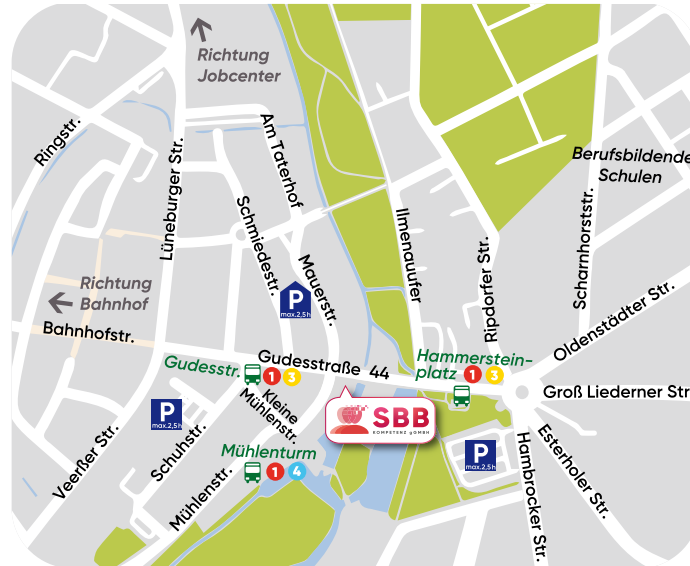 Richtung
Jobcenter
Ringstr.
Lüneburger Str.
Am Taterhof
Schmiedestr.
Mauerstr.
Ilmenauufer
Ripdorfer Str.
Scharnhorststr.
Berufsbildende
Schulen
Oldenstädter Str.
Richtung
Bahnhof
Bahnhofstr.
P
max.2,5h
Gudesstraße 44
Gudesstr.
1 3
Hammerstein-
platz 1 3
Groß Liederner Str
Kleine
Mühlenstr.
SBB
KOMPETENZ gGMBH
P
max.2,5h
Schuhstr.
Veerßer Str.
Mühlenturm
1 4
Mühlenstr.
P
max.2,5h
Hambrocker Str.
Esterholer Str.